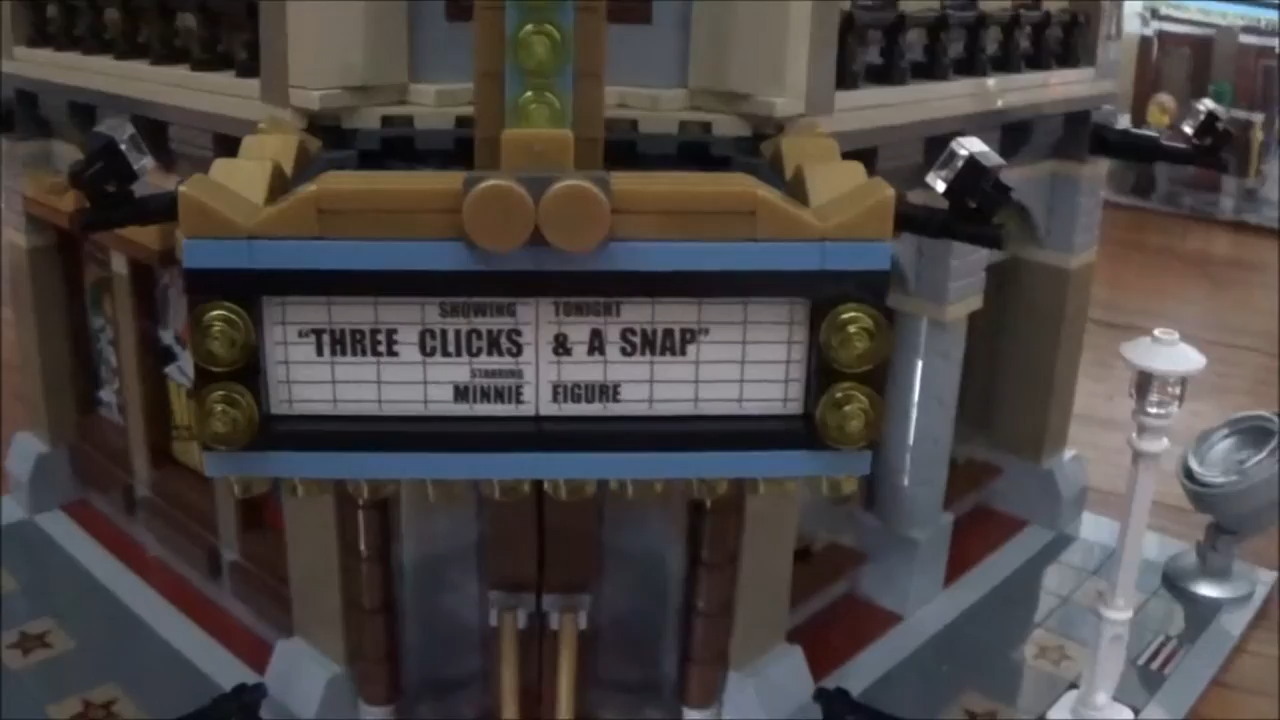 SHOWING TONIGHT
"THREE CLICKS & A SNAP"
STARRING
MINNIE FIGURE